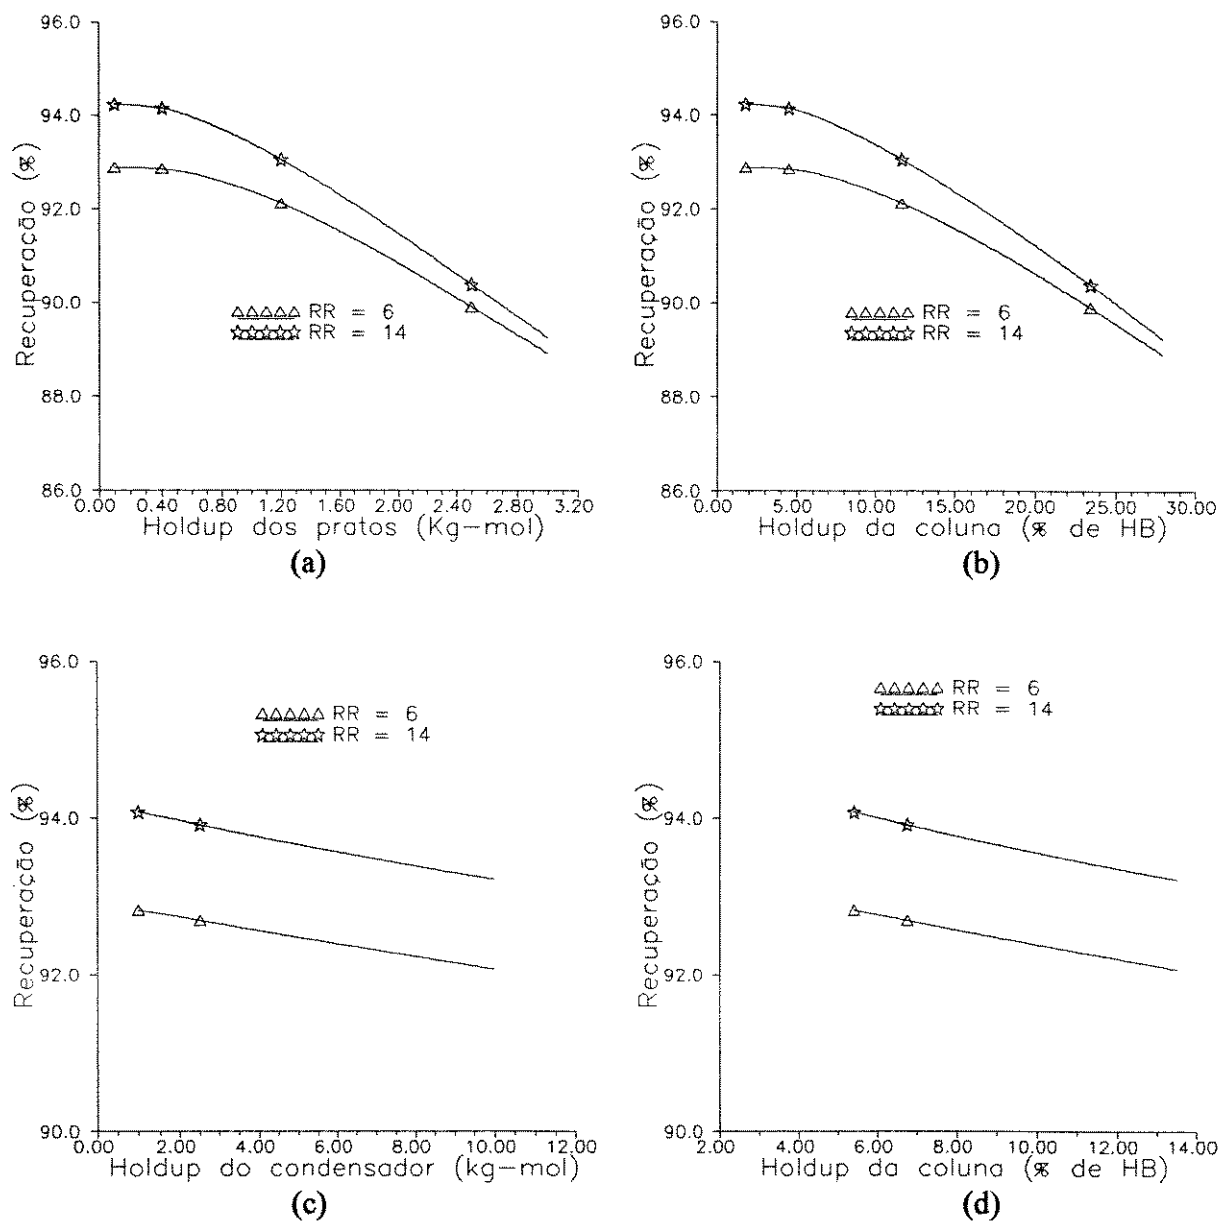 96.0
94.0
92.0
90.0
88.0
86.0
Recuperação (%)
△△△△△ RR = 6
☆☆☆☆☆ RR = 14
0.00 0.40 0.80 1.20 1.60 2.00 2.40 2.80 3.20
Holdup dos pratos (Kg-mol)
(a)
96.0
94.0
92.0
90.0
88.0
86.0
Recuperação (%)
△△△△△ RR = 6
☆☆☆☆☆ RR = 14
0.00 5.00 10.00 15.00 20.00 25.00 30.00
Holdup da coluna (% de HB)
(b)
96.0
94.0
92.0
90.0
Recuperação (%)
△△△△△ RR = 6
☆☆☆☆☆ RR = 14
0.00 2.00 4.00 6.00 8.00 10.00 12.00
Holdup do condensador (kg-mol)
(c)
96.0
94.0
92.0
90.0
Recuperação (%)
△△△△△ RR = 6
☆☆☆☆☆ RR = 14
2.00 4.00 6.00 8.00 10.00 12.00 14.00
Holdup da coluna (% de HB)
(d)